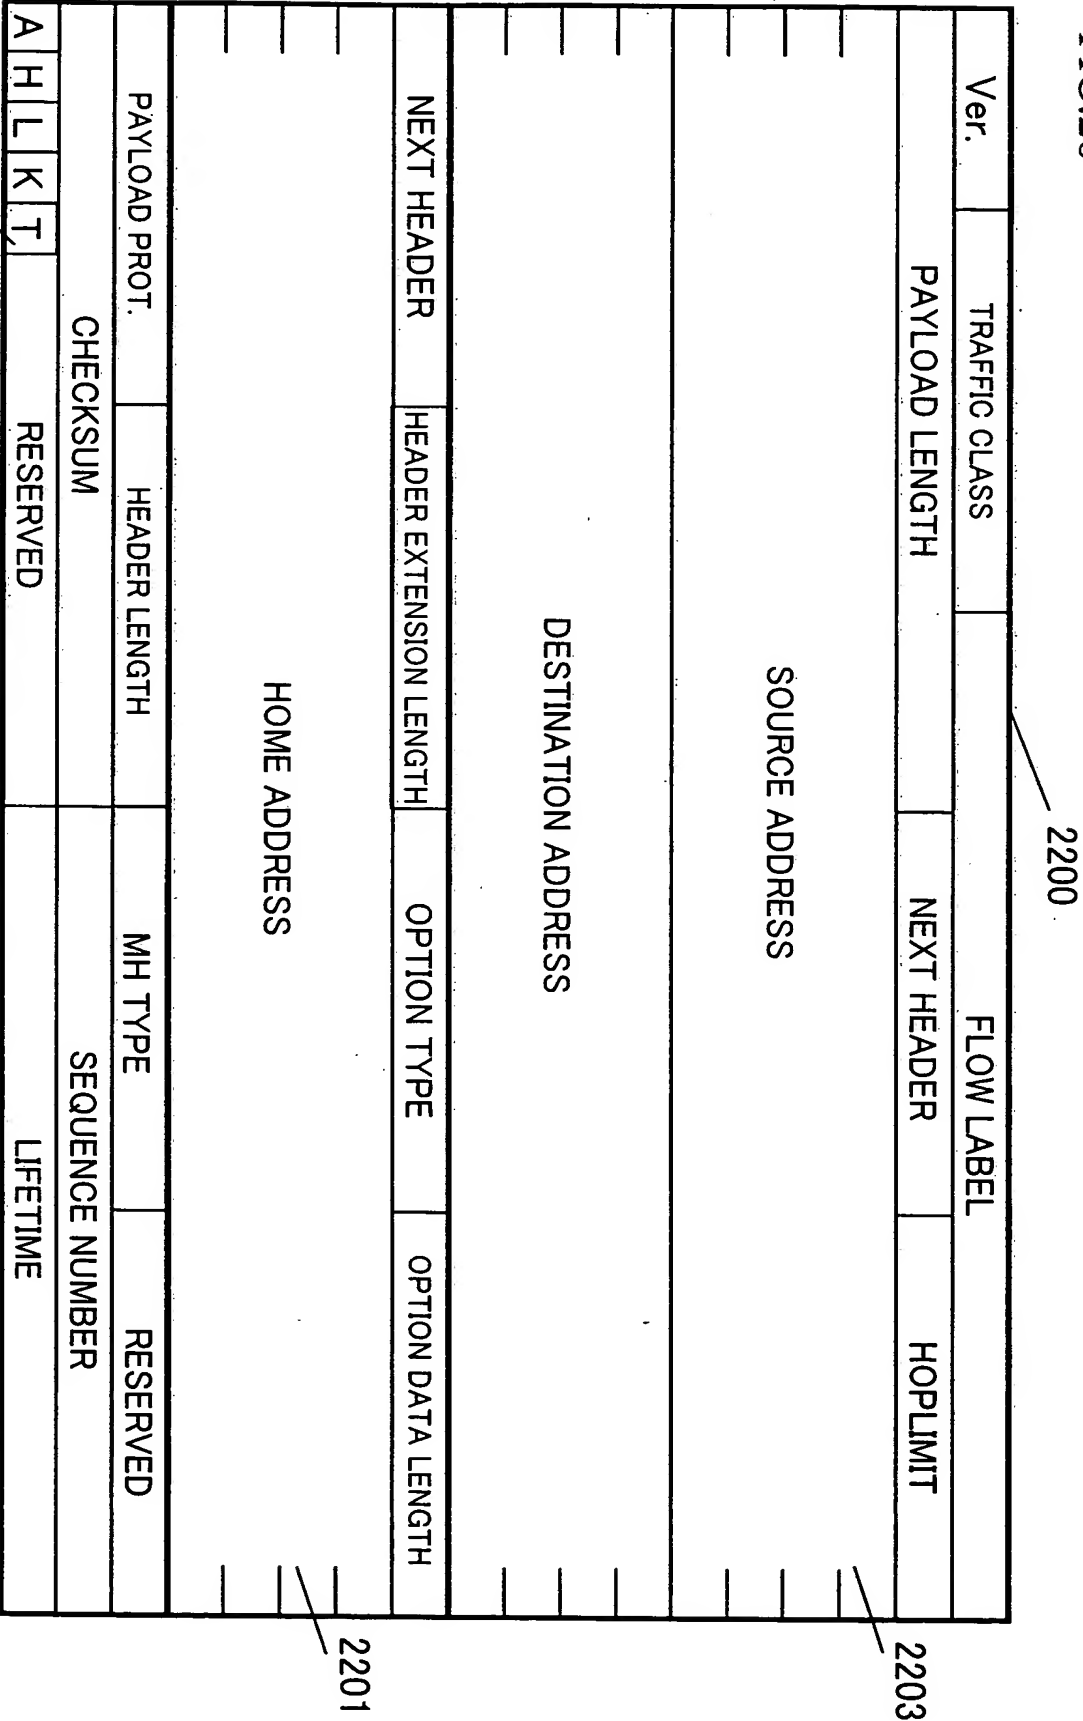 2200
Ver. TRAFFIC CLASS FLOW LABEL
PAYLOAD LENGTH NEXT HEADER HOPLIMIT
SOURCE ADDRESS
2203
DESTINATION ADDRESS
NEXT HEADER HEADER EXTENSION LENGTH OPTION TYPE OPTION DATA LENGTH
HOME ADDRESS
2201
PAYLOAD PROT. HEADER LENGTH MH TYPE RESERVED
CHECKSUM SEQUENCE NUMBER
A H L K T RESERVED LIFETIME